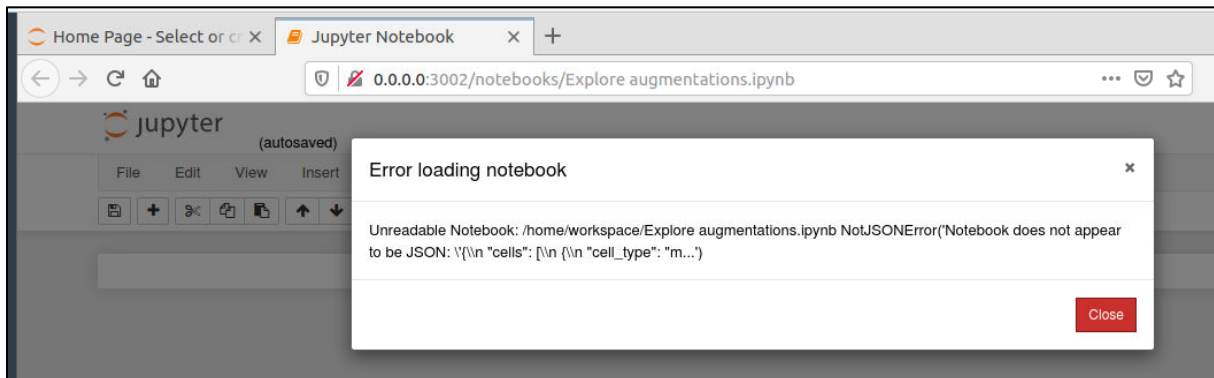 Home Page - Select or cr
Jupyter Notebook
0.0.0.0:3002/notebooks/Explore augmentations.ipynb
jupyter
(autosaved)
File Edit View Insert
Error loading notebook
Unreadable Notebook: /home/workspace/Explore augmentations.ipynb NotJSONError('Notebook does not appear
to be JSON: \'{\\n "cells": [\\n {\\n "cell_type": "m...')
Close